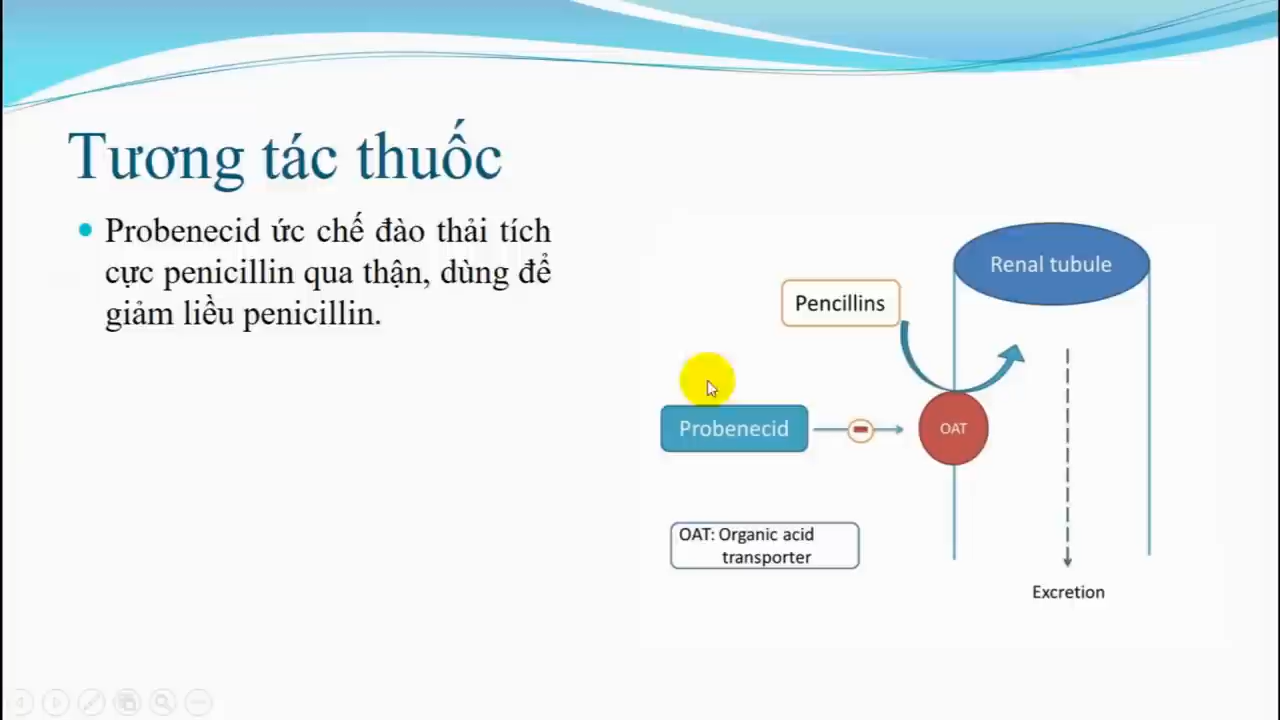 Tương tác thuốc
Probenecid ức chế đào thải tích
cực penicillin qua thận, dùng để
giảm liều penicillin.
Renal tubule
Pencillins
Probenecid
OAT
OAT: Organic acid
transporter
Excretion